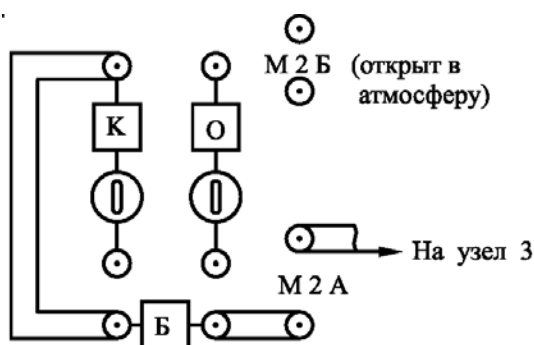 М 2 Б (открыт в
атмосферу)
К
О
На узел 3
М 2 А
Б